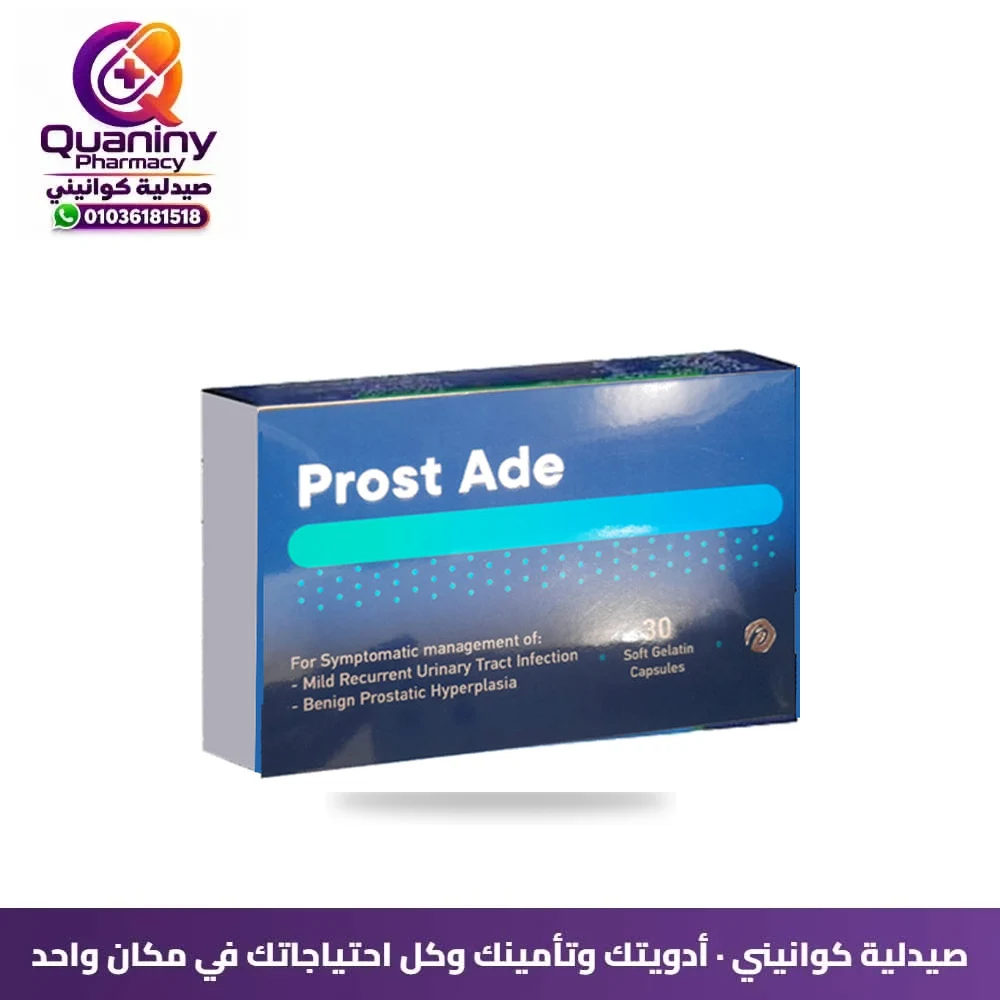 Quaniny
Pharmacy
صيدلية كوانيني
01036181518
Prost Ade
For Symptomatic management of:
- Mild Recurrent Urinary Tract Infection
- Benign Prostatic Hyperplasia
30
Soft Gelatin
Capsules
صيدلية كوانيني · أدويتك وتأمينك وكل احتياجاتك في مكان واحد